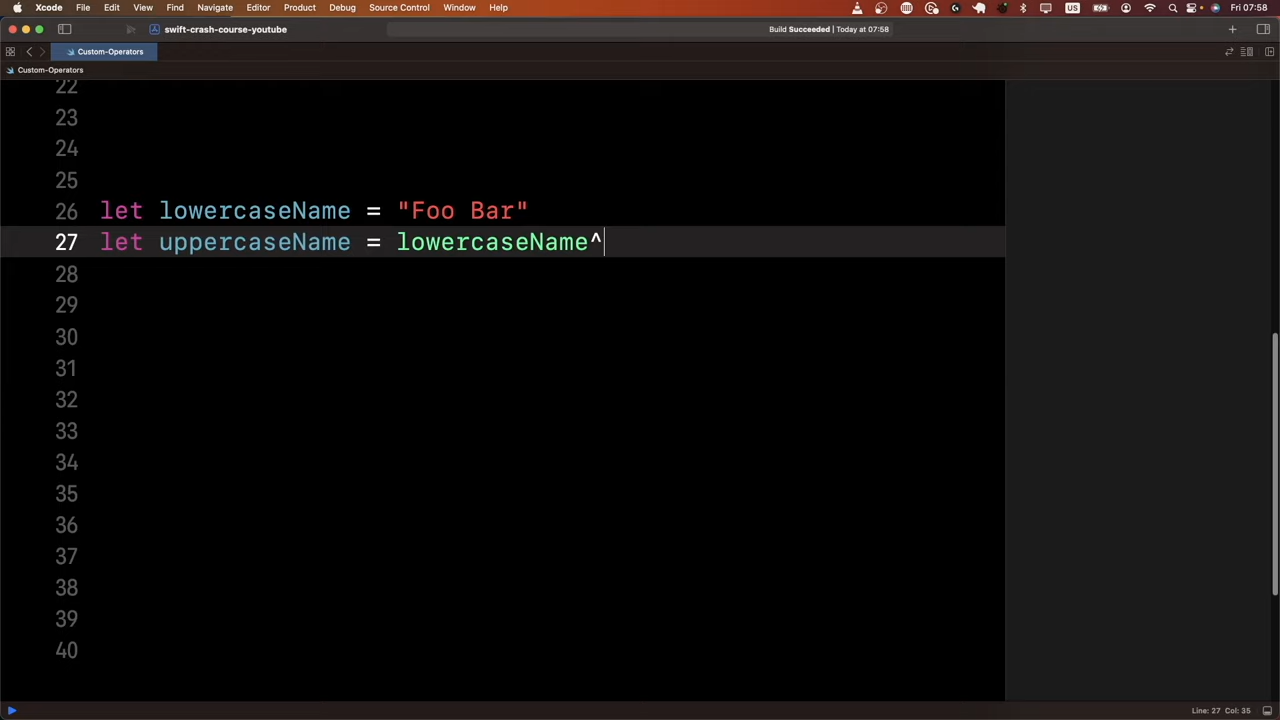 Xcode File Edit View Find Navigate Editor Product Debug Source Control Window Help US Fri 07:58
swift-crash-course-youtube Build Succeeded | Today at 07:58
Custom-Operators
Custom-Operators
22
23
24
25
26 let lowercaseName = "Foo Bar"
27 let uppercaseName = lowercaseName^
28
29
30
31
32
33
34
35
36
37
38
39
40
Line: 27 Col: 35